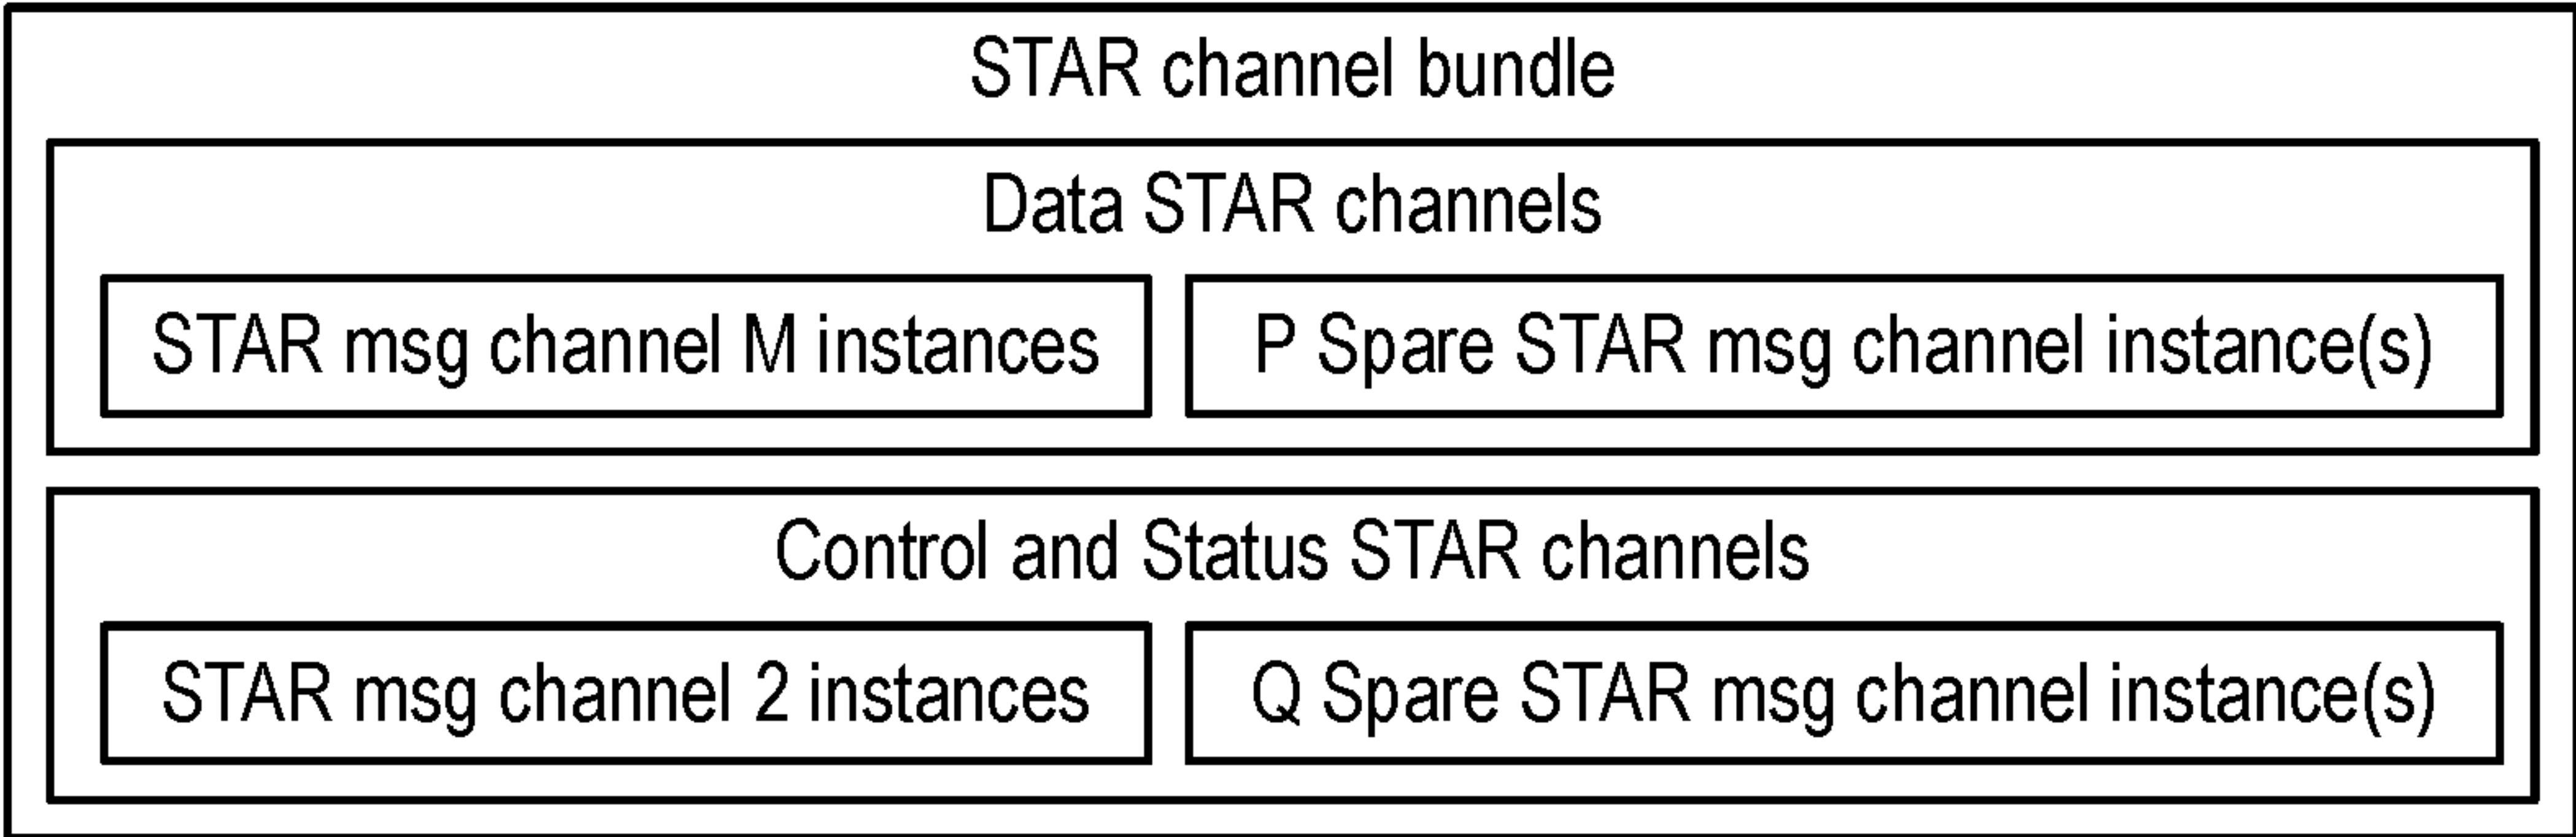 STAR channel bundle
Data STAR channels
STAR msg channel M instances
P Spare STAR msg channel instance(s)
Control and Status STAR channels
STAR msg channel 2 instances
Q Spare STAR msg channel instance(s)